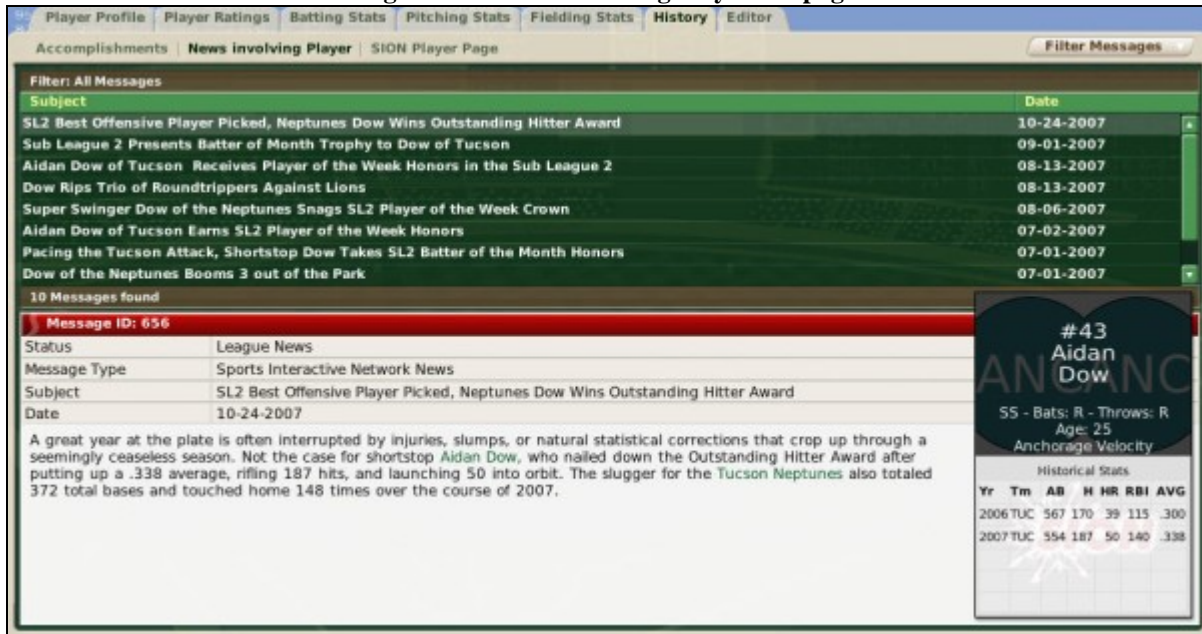 Player Profile Player Ratings Batting Stats Pitching Stats Fielding Stats History Editor
Accomplishments | News involving Player | SION Player Page Filter Messages
Filter: All Messages
Subject Date
SL2 Best Offensive Player Picked, Neptunes Dow Wins Outstanding Hitter Award 10-24-2007
Sub League 2 Presents Batter of Month Trophy to Dow of Tucson 09-01-2007
Aidan Dow of Tucson Receives Player of the Week Honors in the Sub League 2 08-13-2007
Dow Rips Trio of Roundtrippers Against Lions 08-13-2007
Super Swinger Dow of the Neptunes Snags SL2 Player of the Week Crown 08-06-2007
Aidan Dow of Tucson Earns SL2 Player of the Week Honors 07-02-2007
Pacing the Tucson Attack, Shortstop Dow Takes SL2 Batter of the Month Honors 07-01-2007
Dow of the Neptunes Booms 3 out of the Park 07-01-2007
10 Messages found
Message ID: 656
Status League News
Message Type Sports Interactive Network News
Subject SL2 Best Offensive Player Picked, Neptunes Dow Wins Outstanding Hitter Award
Date 10-24-2007
A great year at the plate is often interrupted by injuries, slumps, or natural statistical corrections that crop up through a
seemingly ceaseless season. Not the case for shortstop Aidan Dow, who nailed down the Outstanding Hitter Award after
putting up a .338 average, rifling 187 hits, and launching 50 into orbit. The slugger for the Tucson Neptunes also totaled
372 total bases and touched home 148 times over the course of 2007.
#43
Aidan
Dow
SS - Bats: R - Throws: R
Age: 25
Anchorage Velocity
Historical Stats
Yr Tm AB H HR RBI AVG
2006 TUC 567 170 39 115 .300
2007 TUC 554 187 50 140 .338